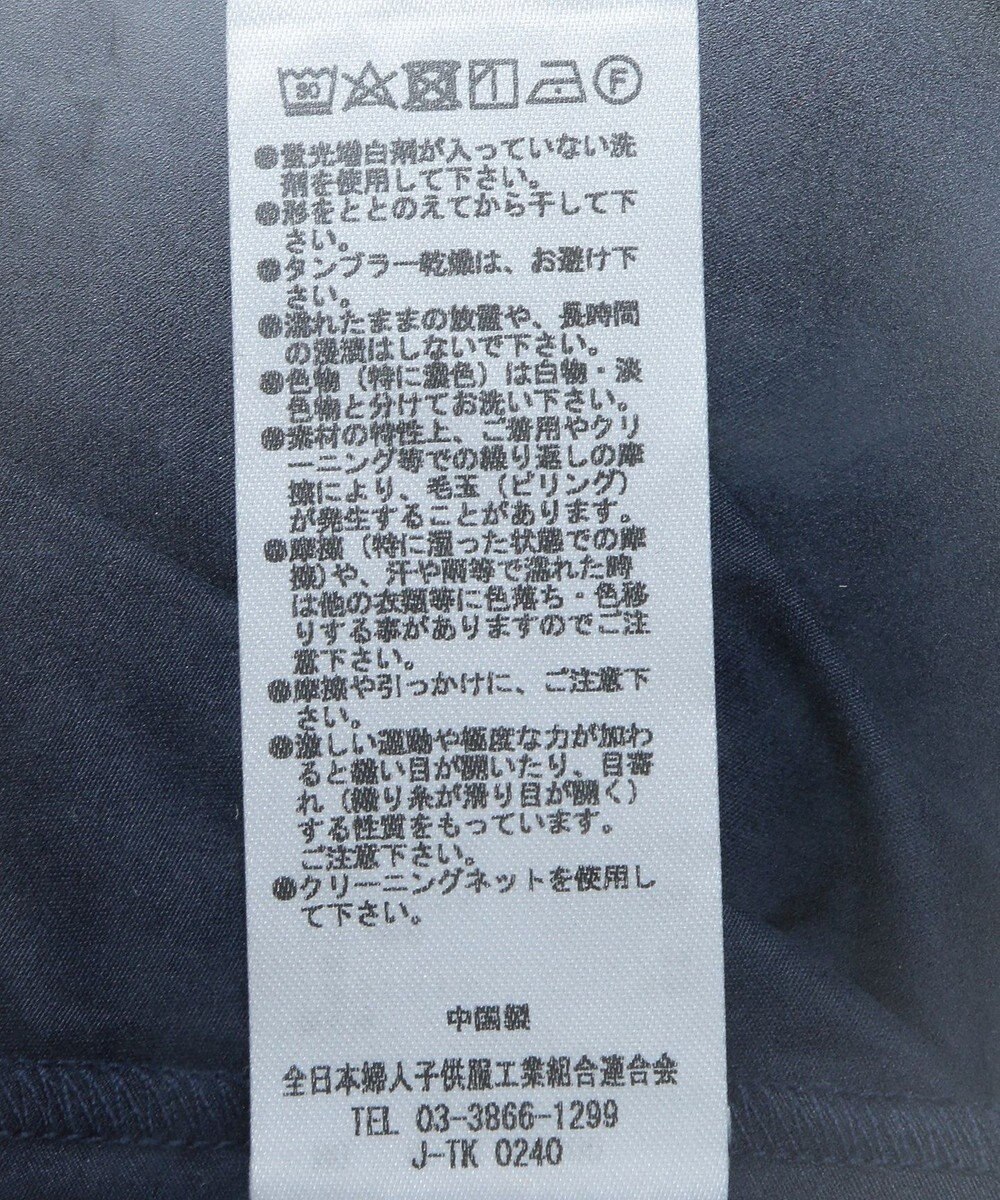 30
F
●蛍光増白剤が入っていない洗
剤を使用して下さい。
●形をととのえてから干して下
さい。
●タンブラー乾燥は、お避け下
さい。
●濡れたままの放置や、長時間
の浸漬はしないで下さい。
●色物（特に濃色）は白物・淡
色物と分けてお洗い下さい。
●素材の特性上、ご着用やクリ
ーニング等での繰り返しの摩
擦により、毛玉（ピリング）
が発生することがあります。
●摩擦（特に湿った状態での摩
擦）や、汗や雨等で濡れた時
は他の衣類等に色落ち・色移
りする事がありますのでご注
意下さい。
●摩擦や引っかけに、ご注意下
さい。
●激しい運動や極度な力が加わ
ると縫い目が開いたり、目寄
れ（織り糸が滑り目が開く）
する性質をもっています。
ご注意下さい。
●クリーニングネットを使用し
て下さい。
中国製
全日本婦人子供服工業組合連合会
TEL 03-3866-1299
J-TK 0240